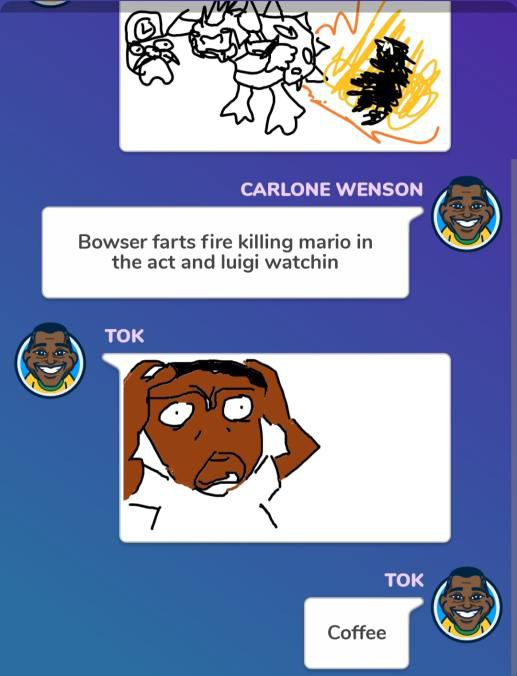 CARLONE WENSON
Bowser farts fire killing mario in
the act and luigi watchin
TOK
TOK
Coffee